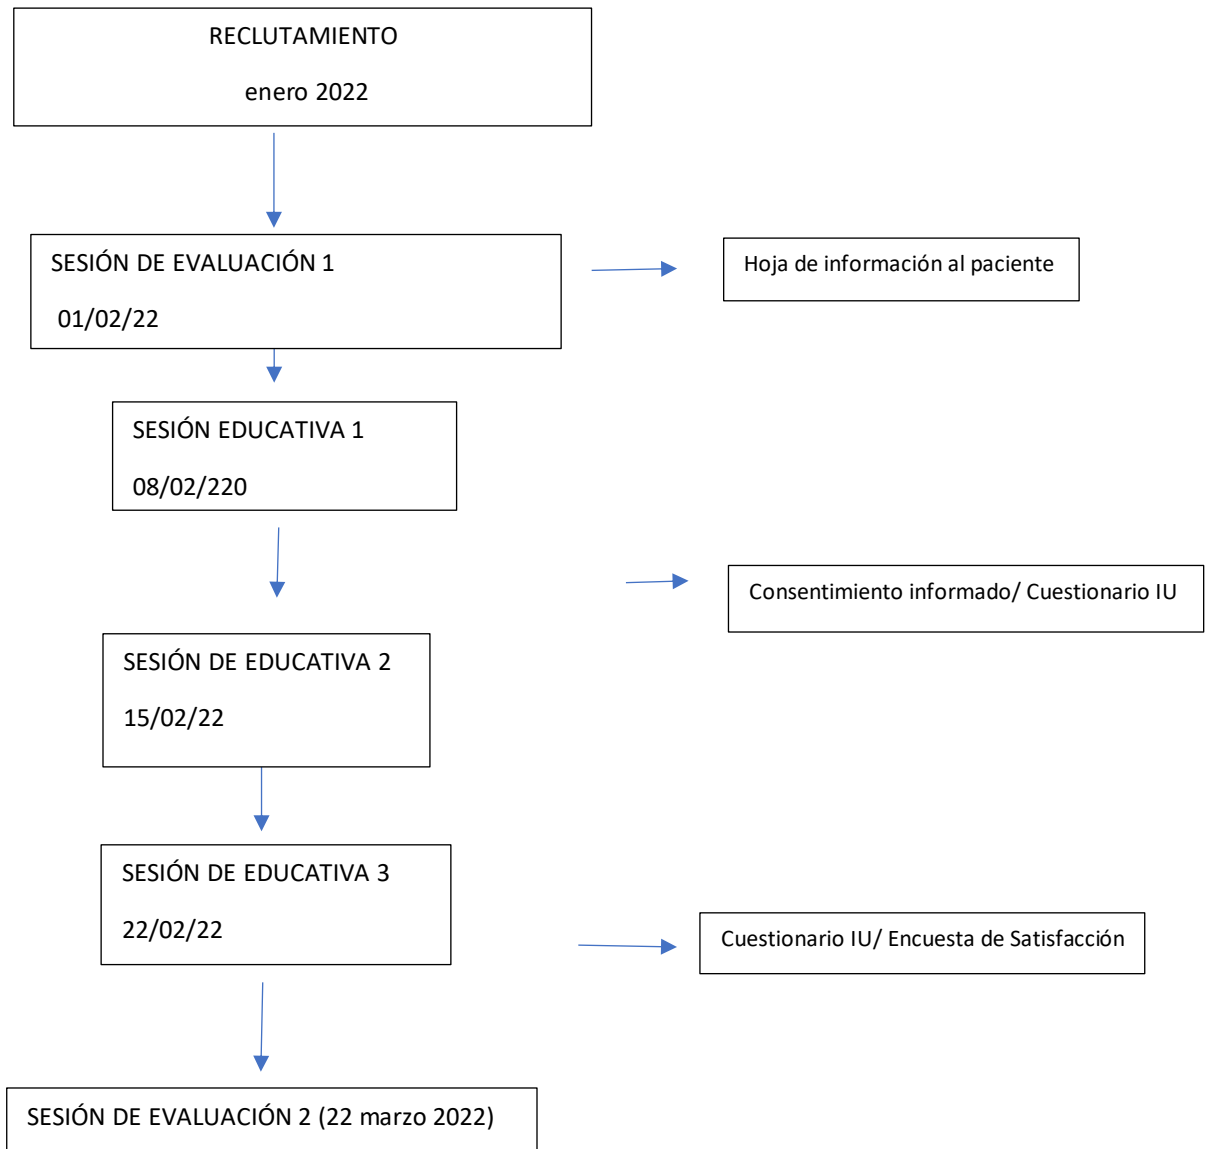 RECLUTAMIENTO
enero 2022
SESIÓN DE EVALUACIÓN 1
01/02/22
Hoja de información al paciente
SESIÓN EDUCATIVA 1
08/02/220
Consentimiento informado/ Cuestionario IU
SESIÓN DE EDUCATIVA 2
15/02/22
SESIÓN DE EDUCATIVA 3
22/02/22
Cuestionario IU/ Encuesta de Satisfacción
SESIÓN DE EVALUACIÓN 2 (22 marzo 2022)